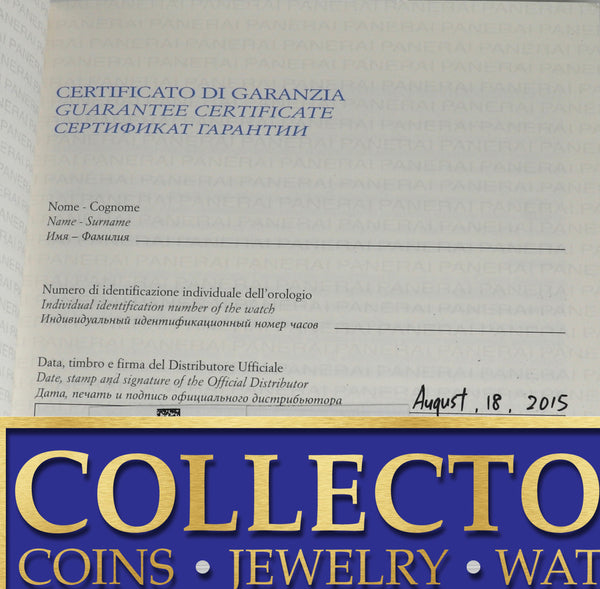 CERTIFICATO DI GARANZIA
GUARANTEE CERTIFICATE
СЕРТИФИКАТ ГАРАНТИИ
Nome - Cognome
Name - Surname
Имя – Фамилия
Numero di identificazione individuale dell'orologio
Individual identification number of the watch
Индивидуальный идентификационный номер часов
Data, timbro e firma del Distributore Ufficiale
Date, stamp and signature of the Official Distributor
Дата, печать и подпись официального дистрибьютора
August, 18, 2015
COLLECTO
COINS • JEWELRY • WAT